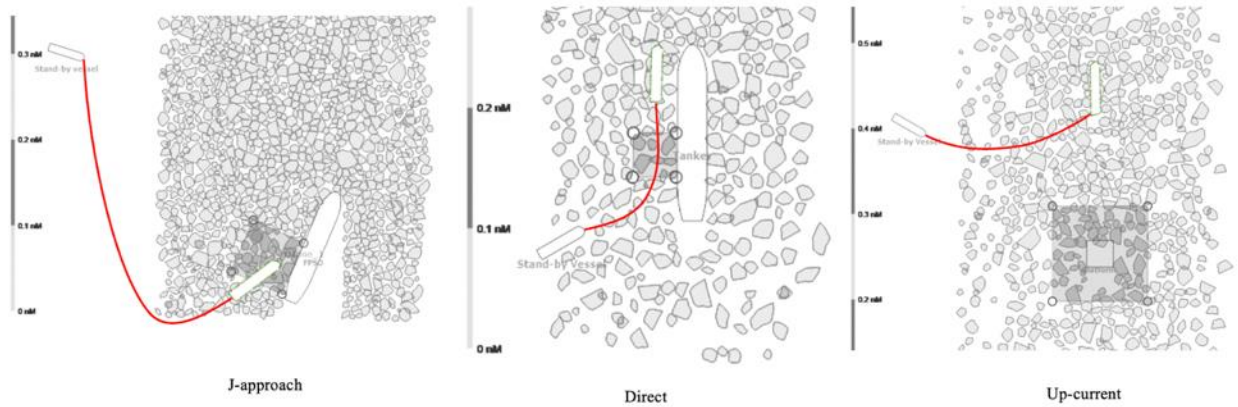 0.3 nM
Stand-by vessel
0.2 nM
0.1 nM
FPSO
0 nM
J-approach
0.2 nM
Tanker
0.1 nM
Stand-by Vessel
0 nM
Direct
0.5 nM
0.4 nM
Stand-by Vessel
0.3 nM
0.2 nM
Up-current